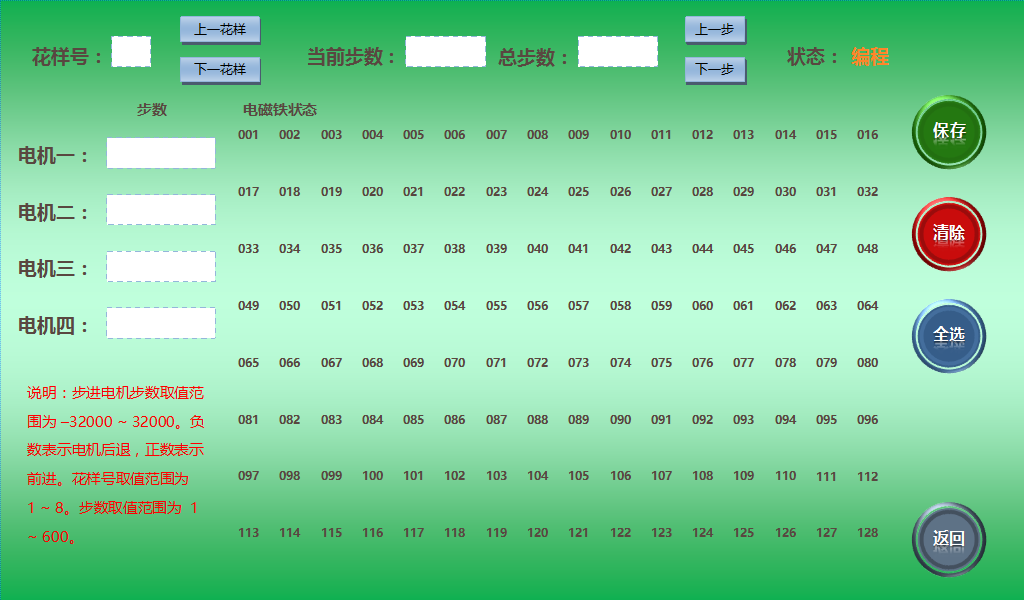 上一花样
上一步
花样号：
当前步数：
总步数：
状态：
编程
下一花样
下一步
步数
电磁铁状态
001 002 003 004 005 006 007 008 009 010 011 012 013 014 015 016
保存
电机一：
017 018 019 020 021 022 023 024 025 026 027 028 029 030 031 032
电机二：
清除
033 034 035 036 037 038 039 040 041 042 043 044 045 046 047 048
电机三：
049 050 051 052 053 054 055 056 057 058 059 060 061 062 063 064
电机四：
全选
065 066 067 068 069 070 071 072 073 074 075 076 077 078 079 080
说明：步进电机步数取值范
围为 –32000 ~ 32000。负
数表示电机后退，正数表示
前进。花样号取值范围为
1 ~ 8。步数取值范围为 1
~ 600。
081 082 083 084 085 086 087 088 089 090 091 092 093 094 095 096
097 098 099 100 101 102 103 104 105 106 107 108 109 110 111 112
113 114 115 116 117 118 119 120 121 122 123 124 125 126 127 128
返回